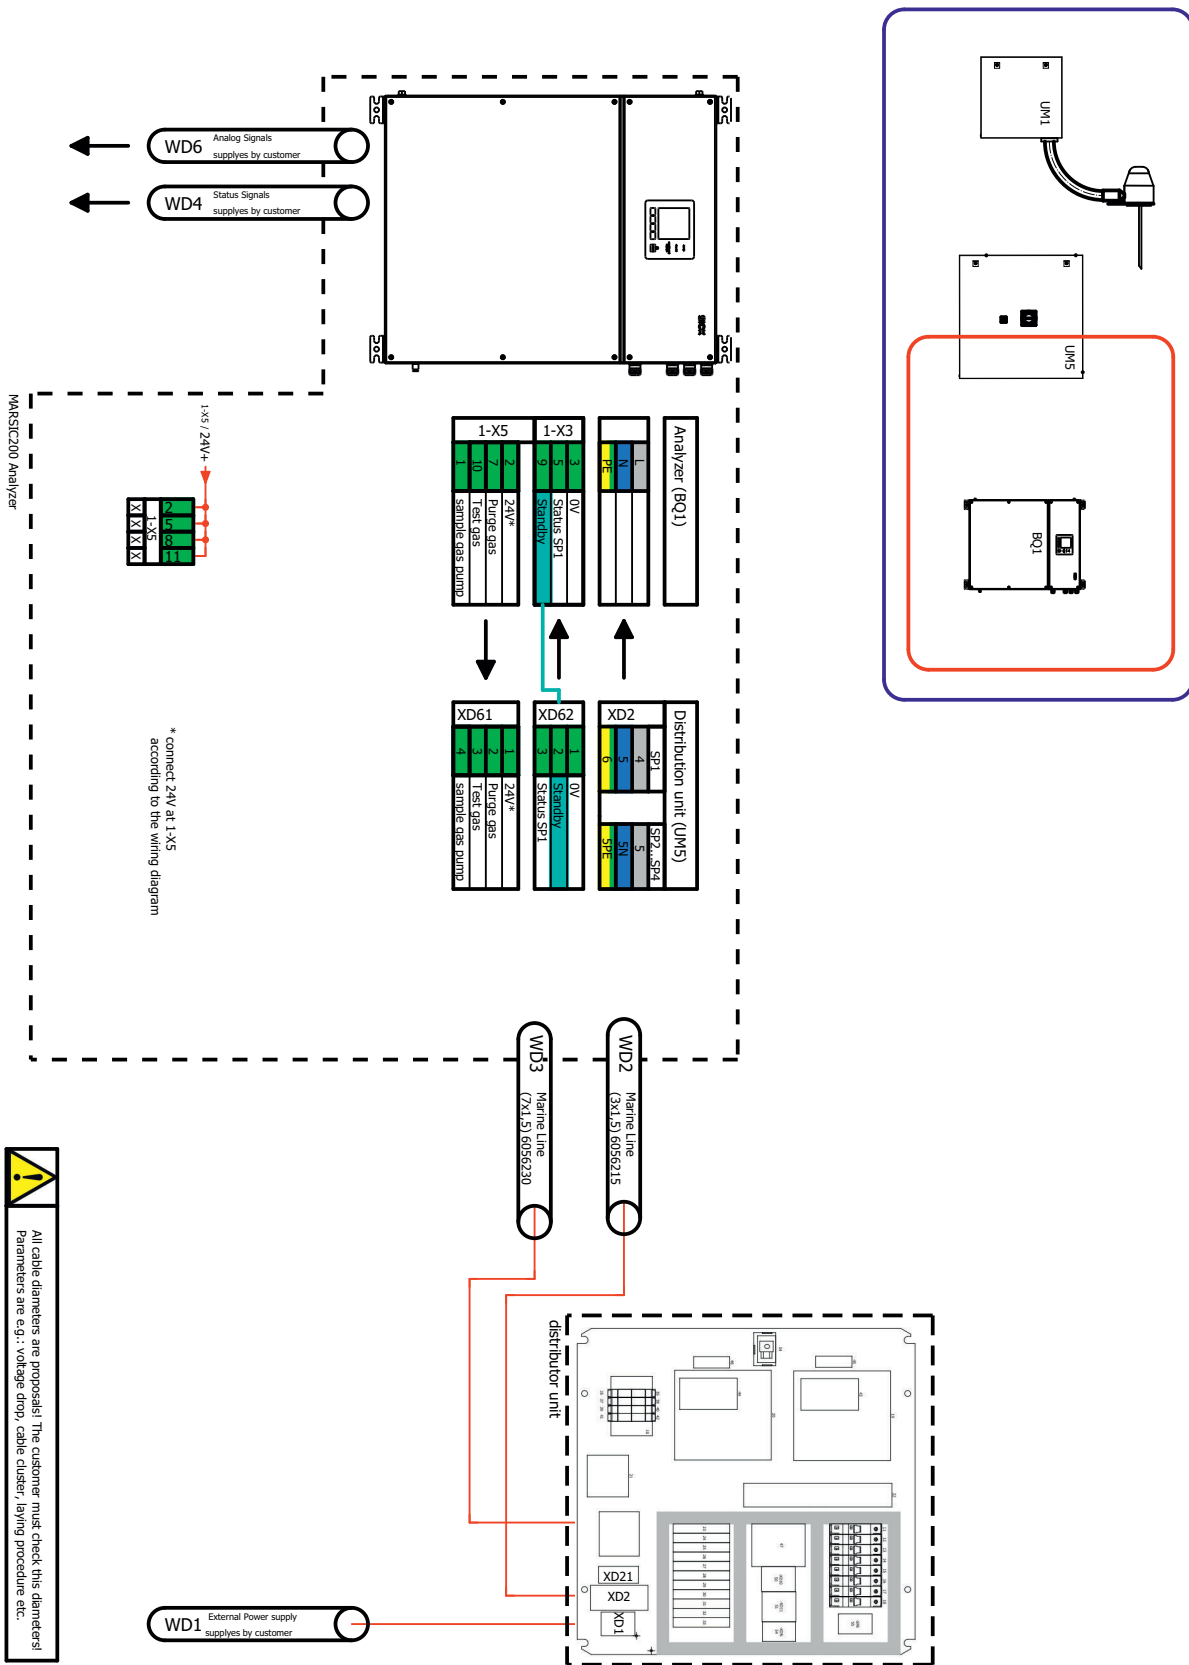 UM1
UM5
BQ1
SICK
WD6
Analog Signals
supplyes by customer
WD4
Status Signals
supplyes by customer
Analyzer (BQ1)
L
N
PE
1-X3
3 0V
5 Status SP1
9 Standby
1-X5
2 24V*
7 Purge gas
10 Test gas
1 sample gas pump
Distribution unit (UM5)
XD2
SP1
SP2...SP4
4 5
5 5N
6 5PE
XD62
1 0V
2 Standby
3 Status SP1
XD61
1 24V*
2 Purge gas
3 Test gas
4 sample gas pump
1-X5 / 24V+
2
5
8
11
1-X5
X
X
X
X
* connect 24V at 1-X5
according to the wiring diagram
MARSIC200 Analyzer
WD2
Marine Line
(3x1,5) 6056215
WD3
Marine Line
(7x1,5) 6056230
distributor unit
XD21
XD2
XD1
WD1
External Power supply
supplyes by customer
All cable diameters are proposals! The customer must check this diameters!
Parameters are e.g.: voltage drop, cable cluster, laying procedure etc.